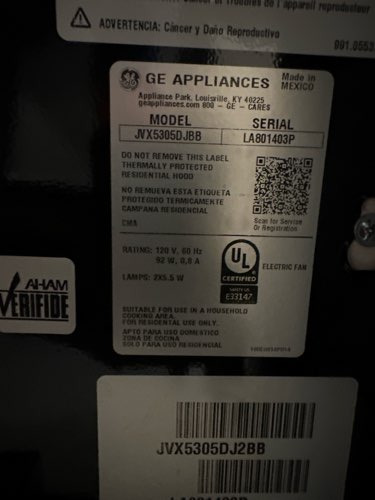 ADVERTENCIA: Cáncer y Daño Reproductivo
GE APPLIANCES
Made in
MEXICO
Appliance Park, Louisville, KY 40225
geappliances.com 800 - GE - CARES
MODEL
SERIAL
JVX5305DJBB
LA801403P
DO NOT REMOVE THIS LABEL
THERMALLY PROTECTED
RESIDENTIAL HOOD
NO REMUEVA ESTA ETIQUETA
PROTEGIDO TERMICAMENTE
CAMPANA RESIDENCIAL
Scan for Service
Or Registration
RATING: 120 V, 60 Hz
92 W, 0,8 A
LAMPS: 2X5.5 W
UL
CERTIFIED
E33147
ELECTRIC FAN
AHAM
VERIFIDE
SUITABLE FOR USE IN A HOUSEHOLD
COOKING AREA.
FOR RESIDENTAL USE ONLY.
APTO PARA USO DOMESTICO
ZONA DE COCINA
SOLO PARA USO RESIDENCIAL
JVX5305DJ2BB